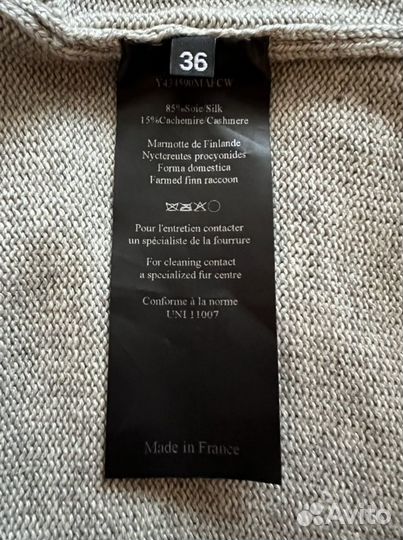 36
Y434590MAFCW
85%Soie/Silk
15%Cachemire/Cashmere
Marmotte de Finlande
Nyctereutes procyonides
Forma domestica
Farmed finn raccoon
Pour l'entretien contacter
un spécialiste de la fourrure
For cleaning contact
a specialized fur centre
Conforme à la norme
UNI 11007
Made in France
Avito